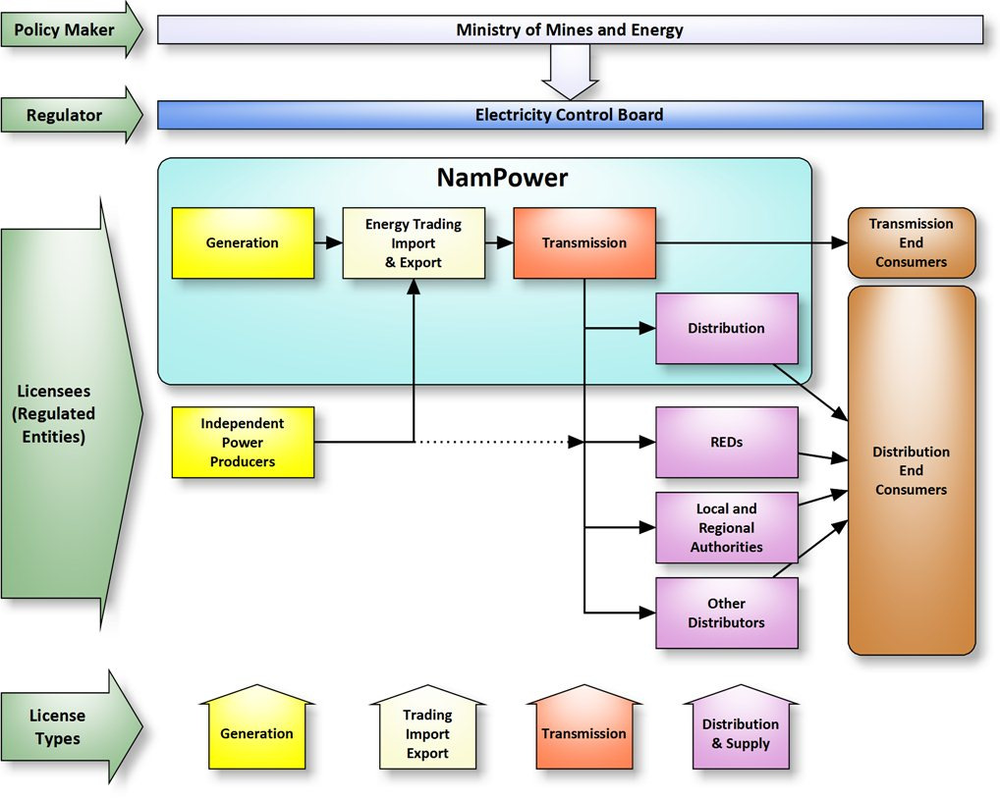 Policy Maker
Ministry of Mines and Energy
Regulator
Electricity Control Board
NamPower
Generation
Energy Trading
Import
& Export
Transmission
Transmission
End
Consumers
Distribution
Licensees
(Regulated
Entities)
Independent
Power
Producers
REDs
Distribution
End
Consumers
Local and
Regional
Authorities
Other
Distributors
License
Types
Generation
Trading
Import
Export
Transmission
Distribution
& Supply